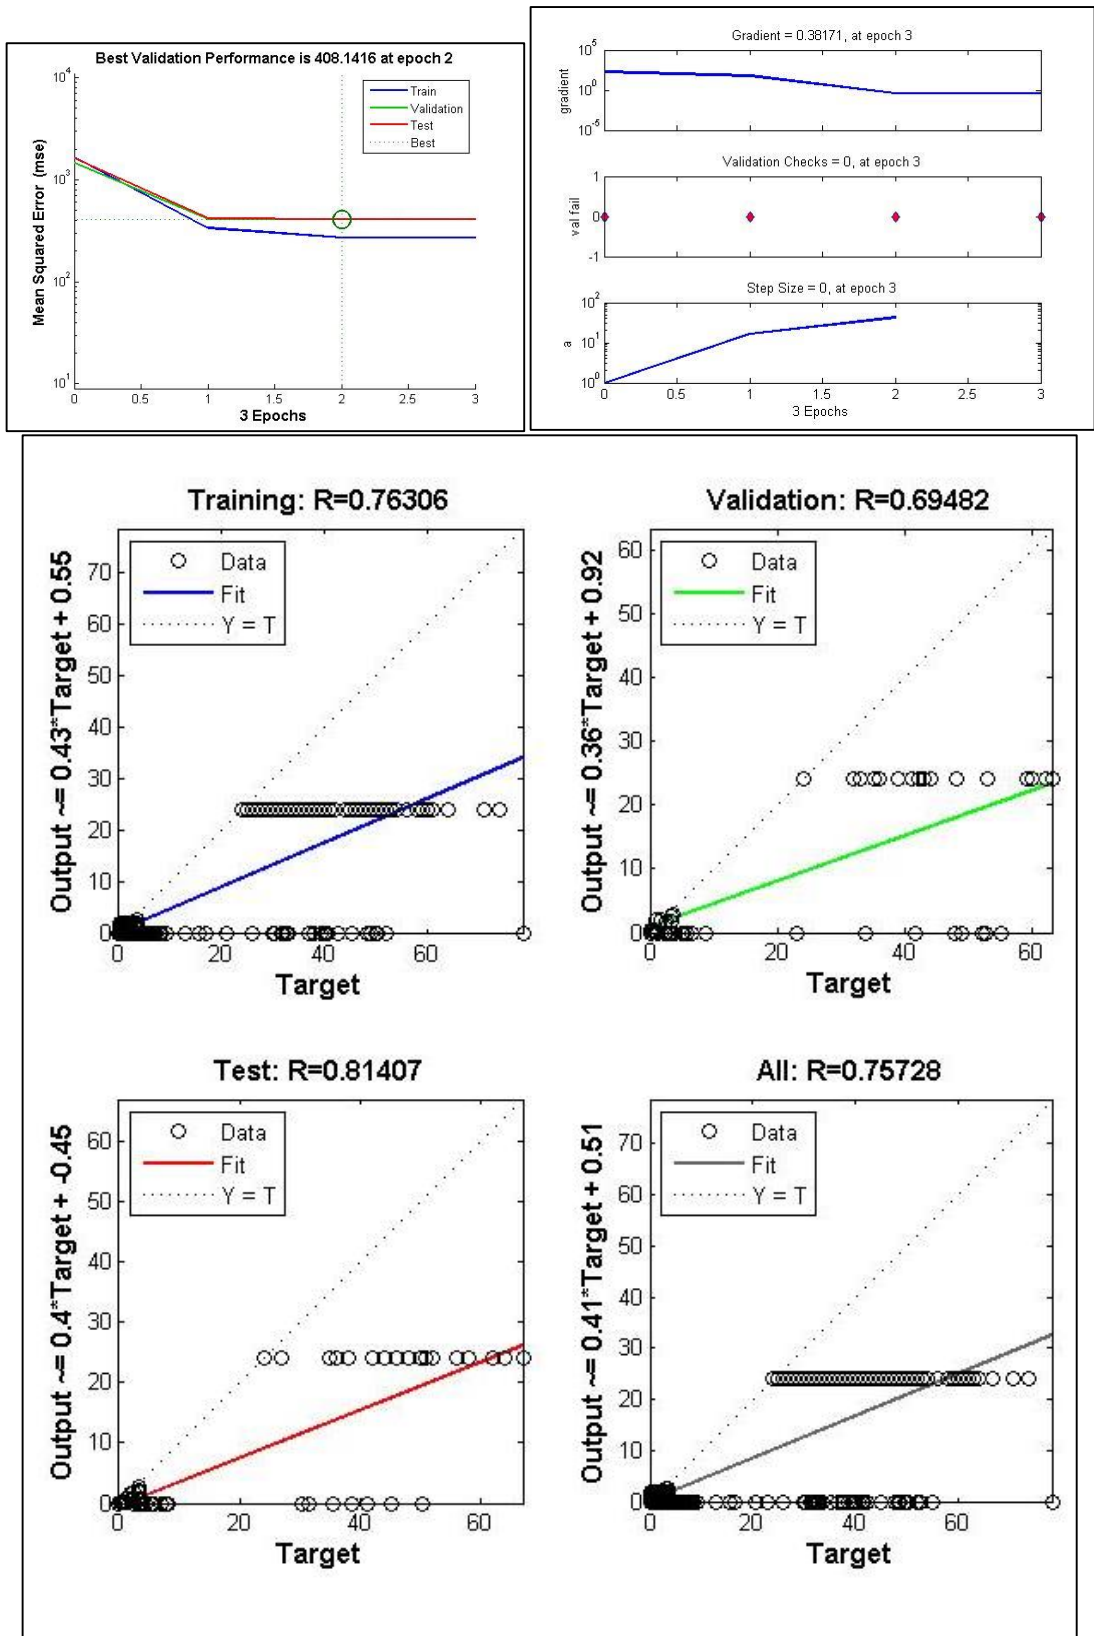 Best Validation Performance is 408.1416 at epoch 2
10^4
10^3
10^2
10^1
Mean Squared Error (mse)
Train
Validation
Test
Best
0 0.5 1 1.5 2 2.5 3
3 Epochs
Gradient = 0.38171, at epoch 3
10^5
10^0
10^-5
gradient
Validation Checks = 0, at epoch 3
1
0
-1
val fail
Step Size = 0, at epoch 3
10^2
10^1
10^0
a
0 0.5 1 1.5 2 2.5 3
3 Epochs
Training: R=0.76306
Output ~= 0.43*Target + 0.55
70
60
50
40
30
20
10
0
Data
Fit
Y = T
0 20 40 60
Target
Validation: R=0.69482
Output ~= 0.36*Target + 0.92
60
50
40
30
20
10
0
Data
Fit
Y = T
0 20 40 60
Target
Test: R=0.81407
Output ~= 0.4*Target + -0.45
60
50
40
30
20
10
0
Data
Fit
Y = T
0 20 40 60
Target
All: R=0.75728
Output ~= 0.41*Target + 0.51
70
60
50
40
30
20
10
0
Data
Fit
Y = T
0 20 40 60
Target